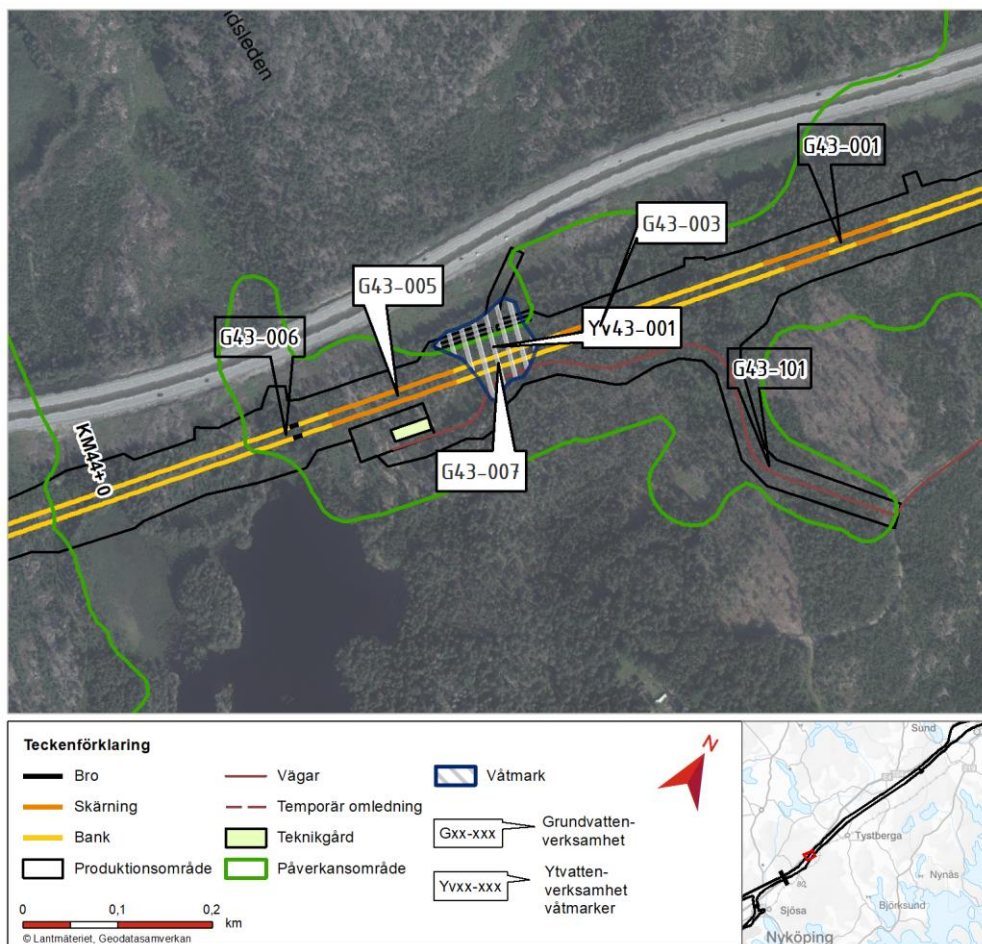 dsleden
G43-001
G43-003
G43-005
Yv43-001
G43-006
G43-101
KM44+ 0
G43-007
Teckenförklaring
Bro
Skärning
Bank
Produktionsområde
Vägar
Temporär omledning
Teknikgård
Påverkansområde
Våtmark
Gxx-xxx
Grundvatten-
verksamhet
Yvxx-xxx
Ytvatten-
verksamhet
våtmarker
N
0 0,1 0,2
km
© Lantmäteriet, Geodatasamverkan
Sund
Tystberga
Nynäs
Björksund
Sjösa
Nyköping